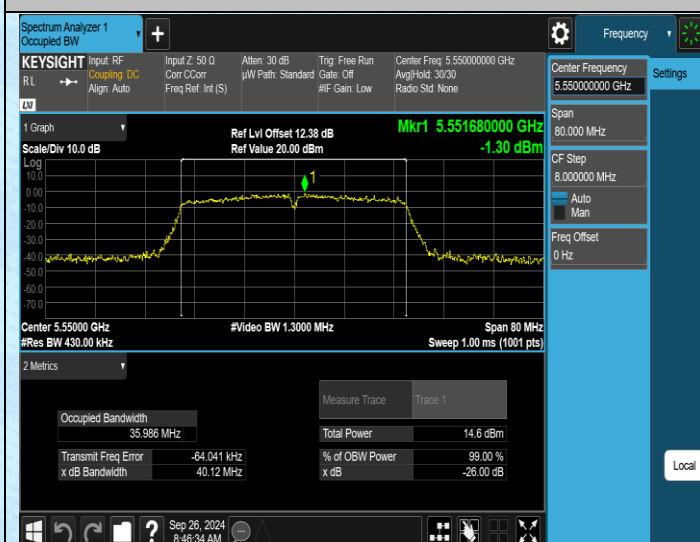 Spectrum Analyzer 1
Occupied BW
Frequency
KEYSIGHT
RL
LXI
Input: RF
Coupling: DC
Align: Auto
Input Z: 50 Ω
Corr CCorr
Freq Ref: Int (S)
Atten: 30 dB
µW Path: Standard
Trig: Free Run
Gate: Off
#IF Gain: Low
Center Freq: 5.550000000 GHz
Avg|Hold: 30/30
Radio Std: None
Center Frequency
5.550000000 GHz
Settings
Span
80.000 MHz
CF Step
8.000000 MHz
Auto
Man
Freq Offset
0 Hz
1 Graph
Ref Lvl Offset 12.38 dB
Mkr1 5.551680000 GHz
Scale/Div 10.0 dB
Ref Value 20.00 dBm
-1.30 dBm
Log
10.0
0.00
-10.0
-20.0
-30.0
-40.0
-50.0
-60.0
-70.0
1
Center 5.55000 GHz
#Video BW 1.3000 MHz
Span 80 MHz
#Res BW 430.00 kHz
Sweep 1.00 ms (1001 pts)
2 Metrics
Measure Trace
Trace 1
Occupied Bandwidth
35.986 MHz
Total Power
14.6 dBm
Transmit Freq Error
-64.041 kHz
% of OBW Power
99.00 %
x dB Bandwidth
40.12 MHz
x dB
-26.00 dB
Local
?
Sep 26, 2024
8:46:34 AM